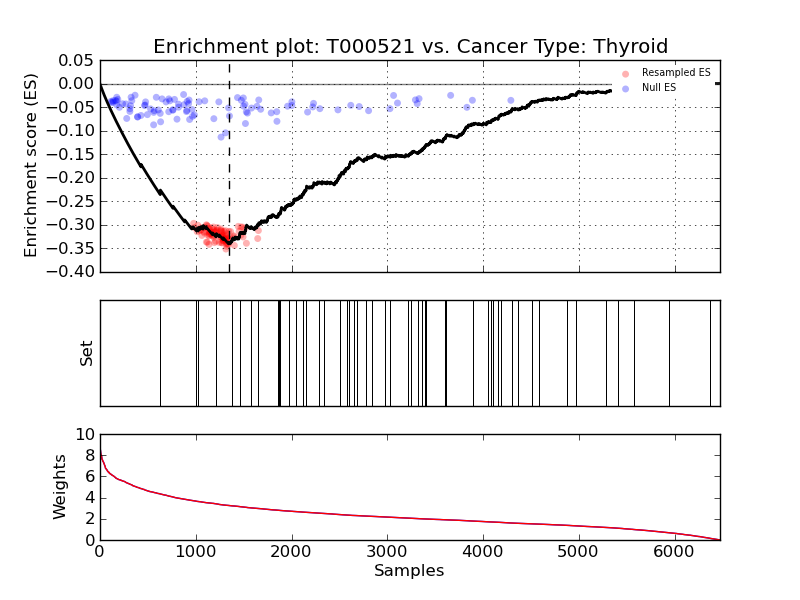 Enrichment plot: T000521 vs. Cancer Type: Thyroid
Enrichment score (ES)
0.05
0.00
−0.05
−0.10
−0.15
−0.20
−0.25
−0.30
−0.35
−0.40
Resampled ES
Null ES
Set
Weights
10
8
6
4
2
0
0 1000 2000 3000 4000 5000 6000
Samples